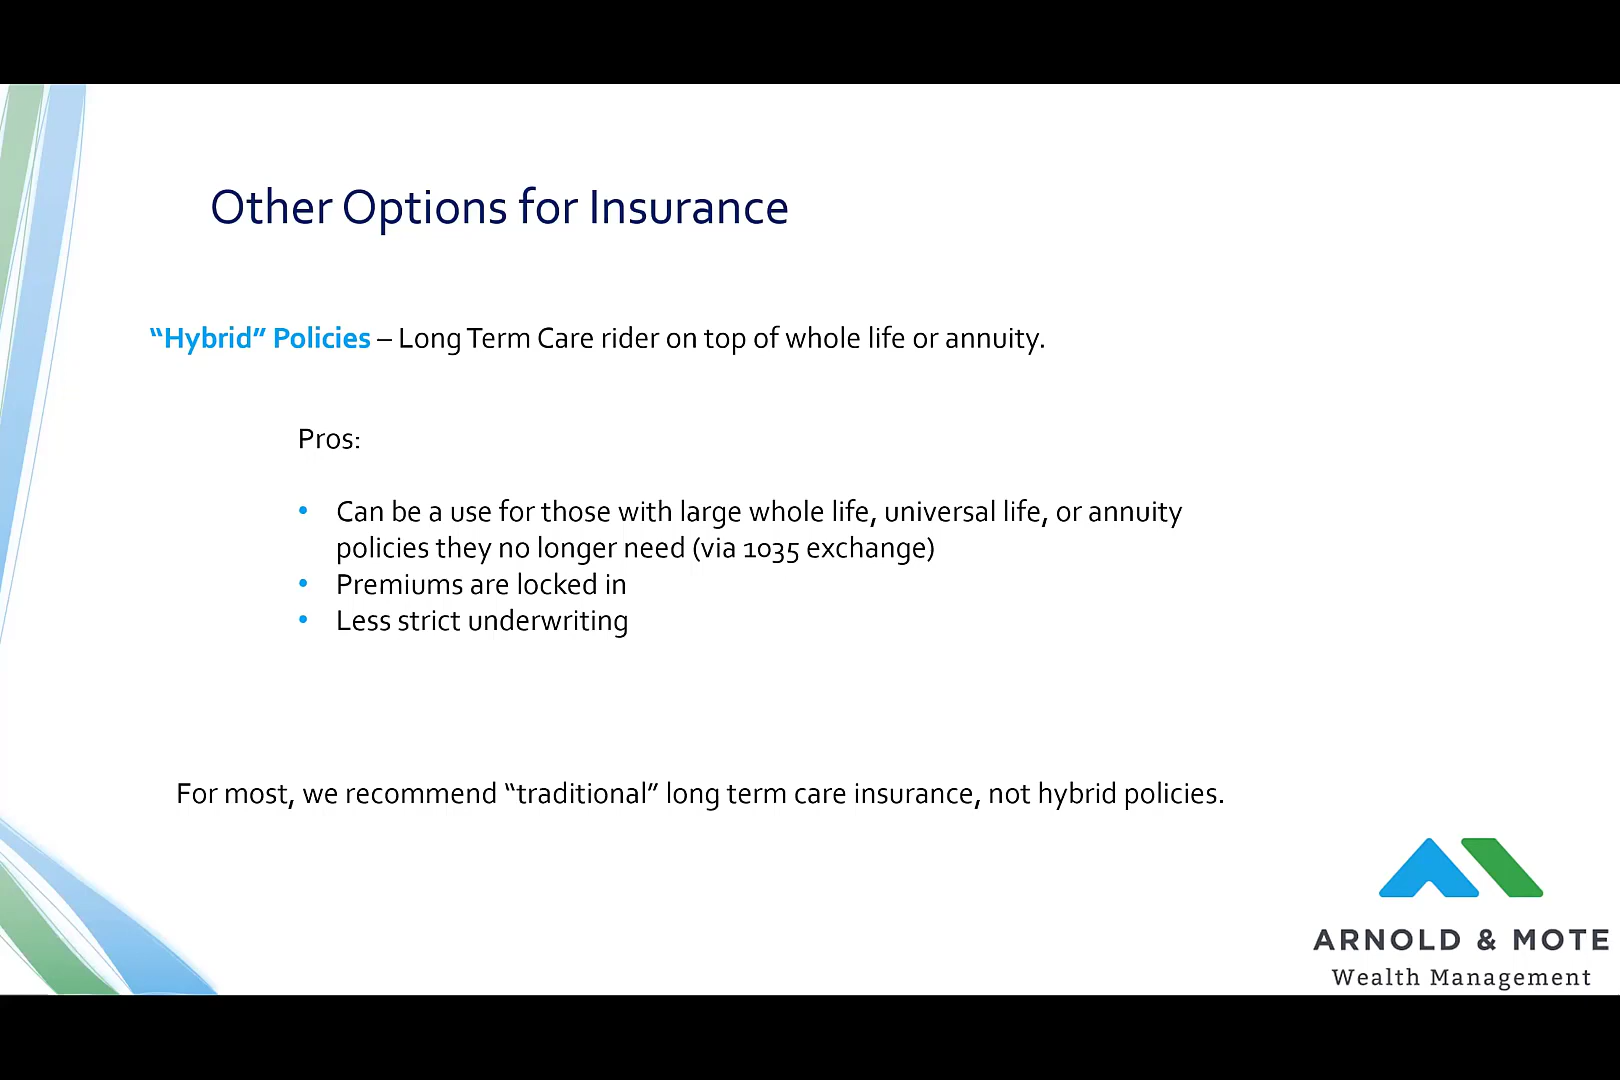 Other Options for Insurance
“Hybrid” Policies – Long Term Care rider on top of whole life or annuity.
Pros:
• Can be a use for those with large whole life, universal life, or annuity
policies they no longer need (via 1035 exchange)
• Premiums are locked in
• Less strict underwriting
For most, we recommend “traditional” long term care insurance, not hybrid policies.
ARNOLD & MOTE
Wealth Management